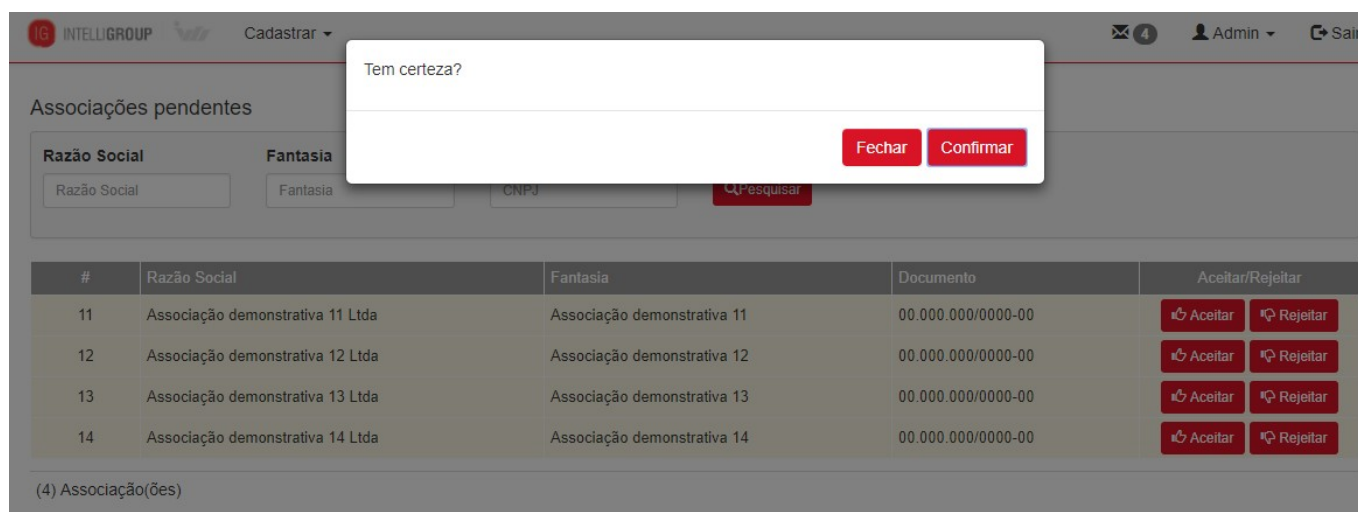 IG INTELLIGROUP Cadastrar 4 Admin Sair
Tem certeza?
Fechar Confirmar
Associações pendentes
Razão Social Fantasia
Razão Social Fantasia CNPJ Pesquisar
# Razão Social Fantasia Documento Aceitar/Rejeitar
11 Associação demonstrativa 11 Ltda Associação demonstrativa 11 00.000.000/0000-00 Aceitar Rejeitar
12 Associação demonstrativa 12 Ltda Associação demonstrativa 12 00.000.000/0000-00 Aceitar Rejeitar
13 Associação demonstrativa 13 Ltda Associação demonstrativa 13 00.000.000/0000-00 Aceitar Rejeitar
14 Associação demonstrativa 14 Ltda Associação demonstrativa 14 00.000.000/0000-00 Aceitar Rejeitar
(4) Associação(ões)